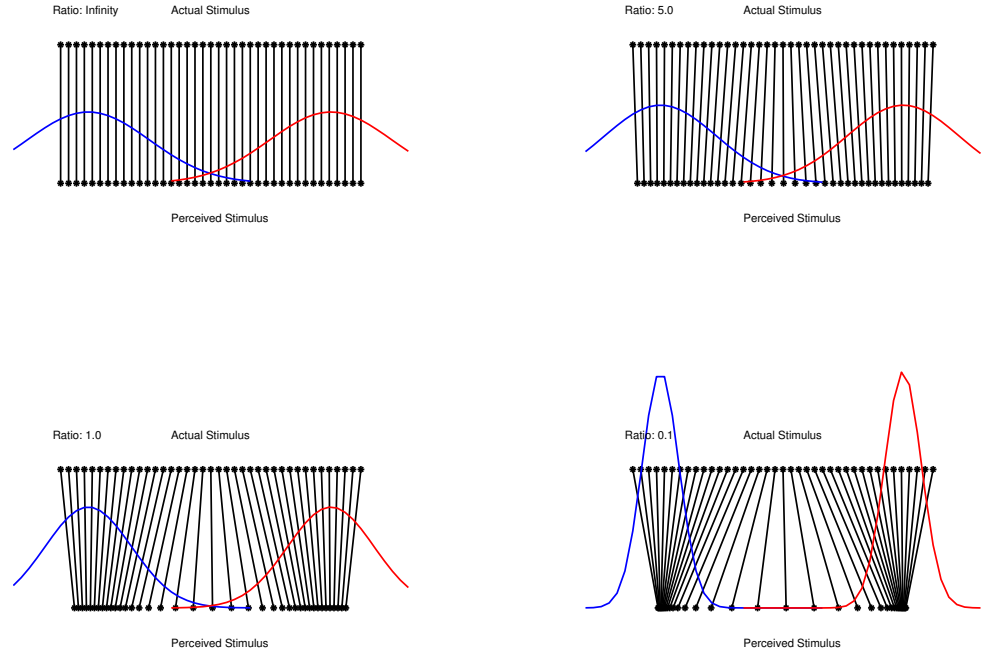 Ratio: Infinity
Actual Stimulus
Perceived Stimulus
Ratio: 5.0
Actual Stimulus
Perceived Stimulus
Ratio: 1.0
Actual Stimulus
Perceived Stimulus
Ratio: 0.1
Actual Stimulus
Perceived Stimulus